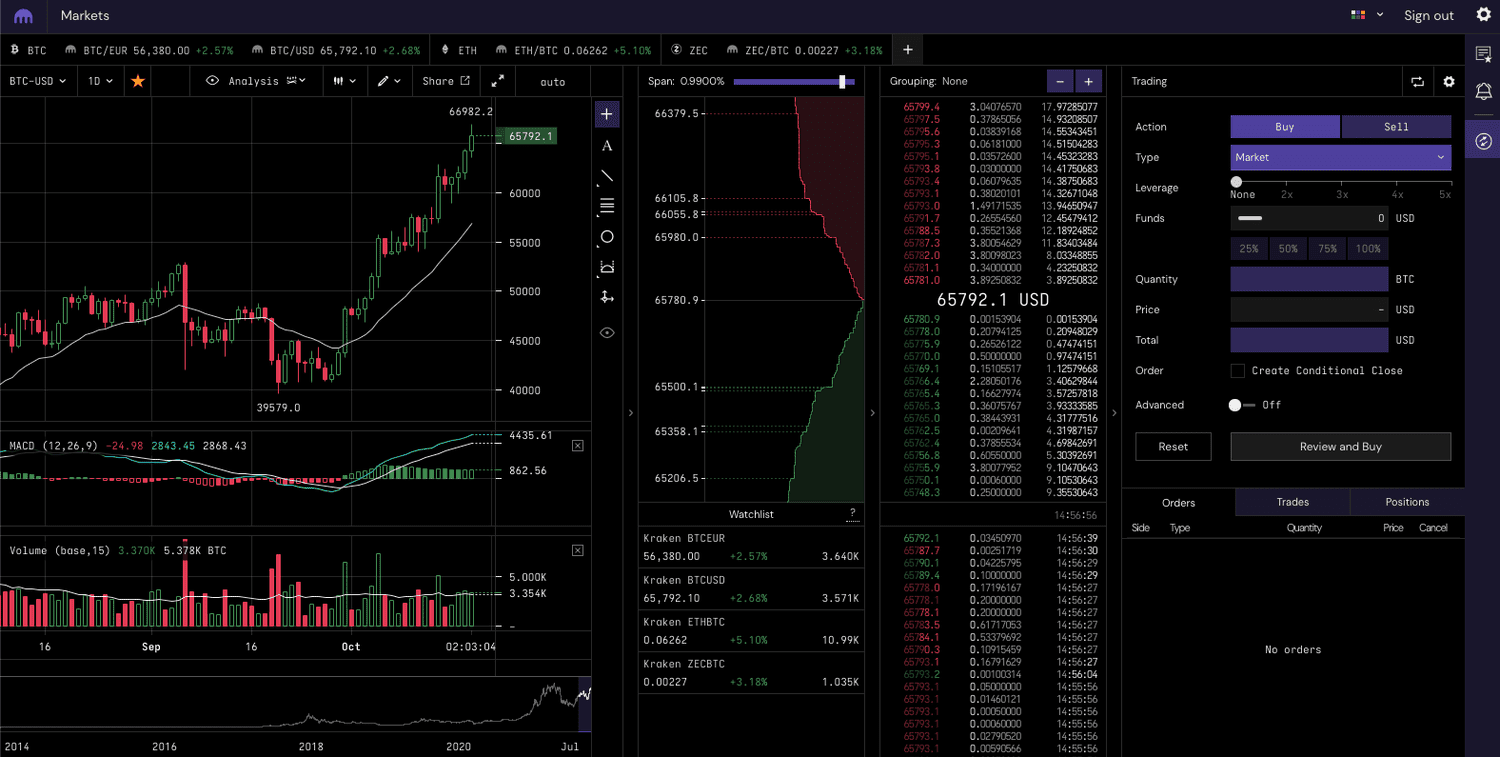 Markets
Sign out
BTC BTC/EUR 56,380.00 +2.57% BTC/USD 65,792.10 +2.68% ETH ETH/BTC 0.06262 +5.10% ZEC ZEC/BTC 0.00227 +3.18% +
BTC-USD 1D Analysis Share auto
66982.2
65792.1
60000
55000
50000
45000
40000
39579.0
MACD (12,26,9) -24.98 2843.45 2868.43
4435.61
862.56
Volume (base,15) 3.370K 5.378K BTC
5.000K
3.354K
16 Sep 16 Oct 02:03:04
2014 2016 2018 2020 Jul
A
Span: 0.9900%
66379.5
66105.8
66055.8
65980.0
65780.9
65500.1
65358.1
65206.5
Watchlist ?
Kraken BTCEUR
56,380.00 +2.57% 3.640K
Kraken BTCUSD
65,792.10 +2.68% 3.571K
Kraken ETHBTC
0.06262 +5.10% 10.99K
Kraken ZECBTC
0.00227 +3.18% 1.035K
Grouping: None - +
65799.4 3.04076570 17.97285077
65797.5 0.37865056 14.93208507
65795.6 0.03839168 14.55343451
65795.3 0.06181000 14.51504283
65795.1 0.03572600 14.45323283
65793.8 0.03000000 14.41750683
65793.4 0.06079635 14.38750683
65793.1 0.38020101 14.32671048
65793.0 1.49171535 13.94650947
65791.7 0.26554560 12.45479412
65788.5 0.35521368 12.18924852
65787.3 3.80054629 11.83403484
65782.0 3.80098023 8.03348855
65781.1 0.34000000 4.23250832
65781.0 3.89250832 3.89250832
65792.1 USD
65780.9 0.00153904 0.00153904
65778.0 0.20794125 0.20948029
65775.9 0.26526122 0.47474151
65770.0 0.50000000 0.97474151
65769.1 0.15105517 1.12579668
65766.4 2.28050176 3.40629844
65765.4 0.16627974 3.57257818
65765.3 0.36075767 3.93333585
65765.0 0.38443931 4.31777516
65762.5 0.00209641 4.31987157
65762.4 0.37855534 4.69842691
65756.8 0.60550000 5.30392691
65755.9 3.80077952 9.10470643
65750.1 0.00060000 9.10530643
65748.3 0.25000000 9.35530643
14:56:56
65792.1 0.03450970 14:56:39
65787.7 0.00251719 14:56:30
65790.1 0.04225795 14:56:29
65789.4 0.10000000 14:56:29
65778.0 0.17196167 14:56:27
65778.1 0.20000000 14:56:27
65778.1 0.20000000 14:56:27
65783.5 0.61717053 14:56:27
65784.1 0.53379692 14:56:27
65790.3 0.10915459 14:56:27
65793.1 0.16791629 14:56:27
65793.2 0.00100314 14:56:04
65793.1 0.05000000 14:55:56
65793.1 0.01460121 14:55:56
65793.1 0.00050000 14:55:56
65793.1 0.00060000 14:55:56
65793.1 0.02790520 14:55:56
65793.1 0.00590566 14:55:56
Trading
Action Buy Sell
Type Market
Leverage None 2x 3x 4x 5x
Funds 0 USD
25% 50% 75% 100%
Quantity BTC
Price – USD
Total USD
Order Create Conditional Close
Advanced Off
Reset Review and Buy
Orders Trades Positions
Side Type Quantity Price Cancel
No orders